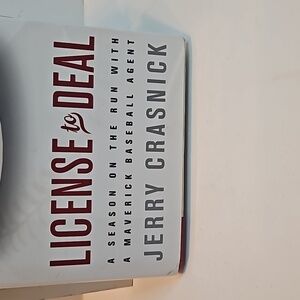 LICENSE to DEAL
A SEASON ON THE RUN WITH
A MAVERICK BASEBALL AGENT
JERRY CRASNICK